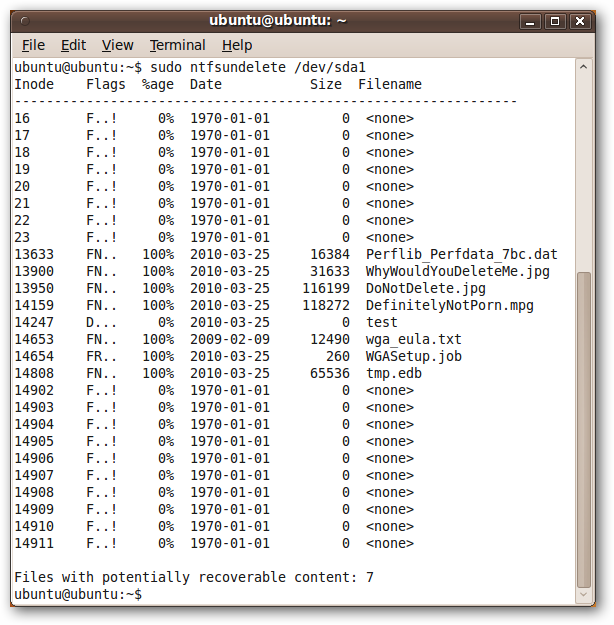 ubuntu@ubuntu: ~
File Edit View Terminal Help
ubuntu@ubuntu:~$ sudo ntfsundelete /dev/sda1
Inode    Flags  %age  Date           Size  Filename
---------------------------------------------------------------
16       F..!     0%  1970-01-01         0  <none>
17       F..!     0%  1970-01-01         0  <none>
18       F..!     0%  1970-01-01         0  <none>
19       F..!     0%  1970-01-01         0  <none>
20       F..!     0%  1970-01-01         0  <none>
21       F..!     0%  1970-01-01         0  <none>
22       F..!     0%  1970-01-01         0  <none>
23       F..!     0%  1970-01-01         0  <none>
13633    FN..   100%  2010-03-25     16384  Perflib_Perfdata_7bc.dat
13900    FN..   100%  2010-03-25     31633  WhyWouldYouDeleteMe.jpg
13950    FN..   100%  2010-03-25    116199  DoNotDelete.jpg
14159    FN..   100%  2010-03-25    118272  DefinitelyNotPorn.mpg
14247    D...     0%  2010-03-25         0  test
14653    FN..   100%  2009-02-09     12490  wga_eula.txt
14654    FR..   100%  2010-03-25       260  WGASetup.job
14808    FN..   100%  2010-03-25     65536  tmp.edb
14902    F..!     0%  1970-01-01         0  <none>
14903    F..!     0%  1970-01-01         0  <none>
14904    F..!     0%  1970-01-01         0  <none>
14905    F..!     0%  1970-01-01         0  <none>
14906    F..!     0%  1970-01-01         0  <none>
14907    F..!     0%  1970-01-01         0  <none>
14908    F..!     0%  1970-01-01         0  <none>
14909    F..!     0%  1970-01-01         0  <none>
14910    F..!     0%  1970-01-01         0  <none>
14911    F..!     0%  1970-01-01         0  <none>
Files with potentially recoverable content: 7
ubuntu@ubuntu:~$